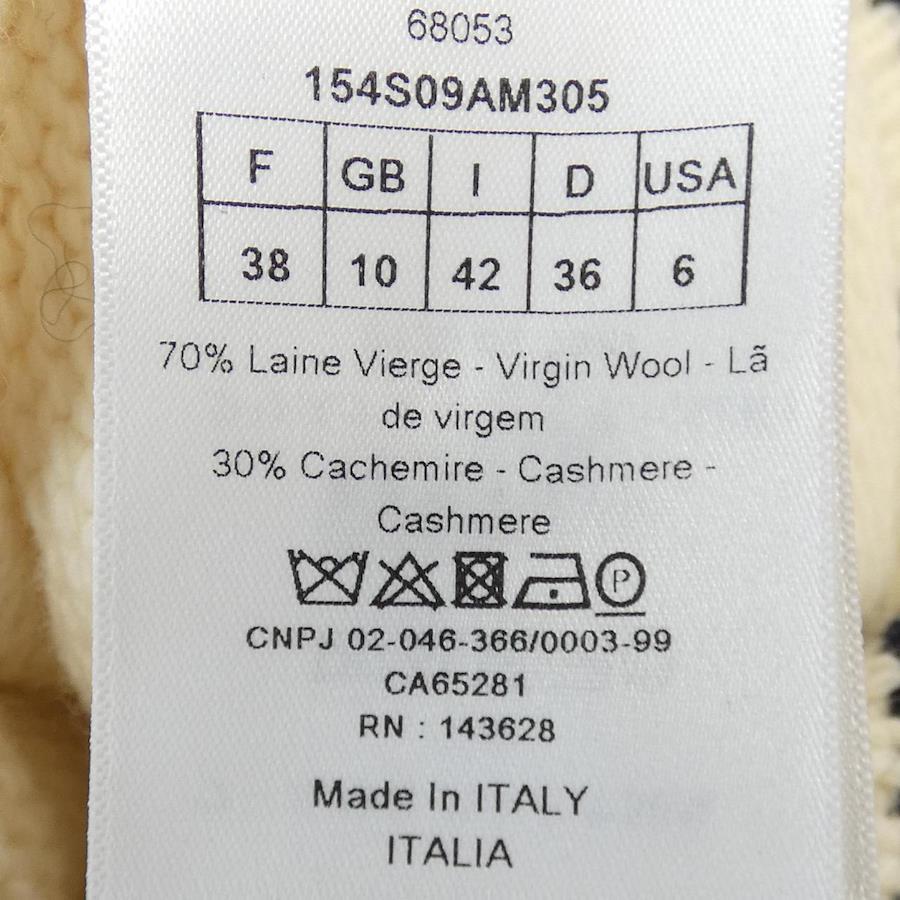 68053
154S09AM305
F GB I D USA
38 10 42 36 6
70% Laine Vierge - Virgin Wool - Lã
de virgem
30% Cachemire - Cashmere -
Cashmere
P
CNPJ 02-046-366/0003-99
CA65281
RN : 143628
Made In ITALY
ITALIA